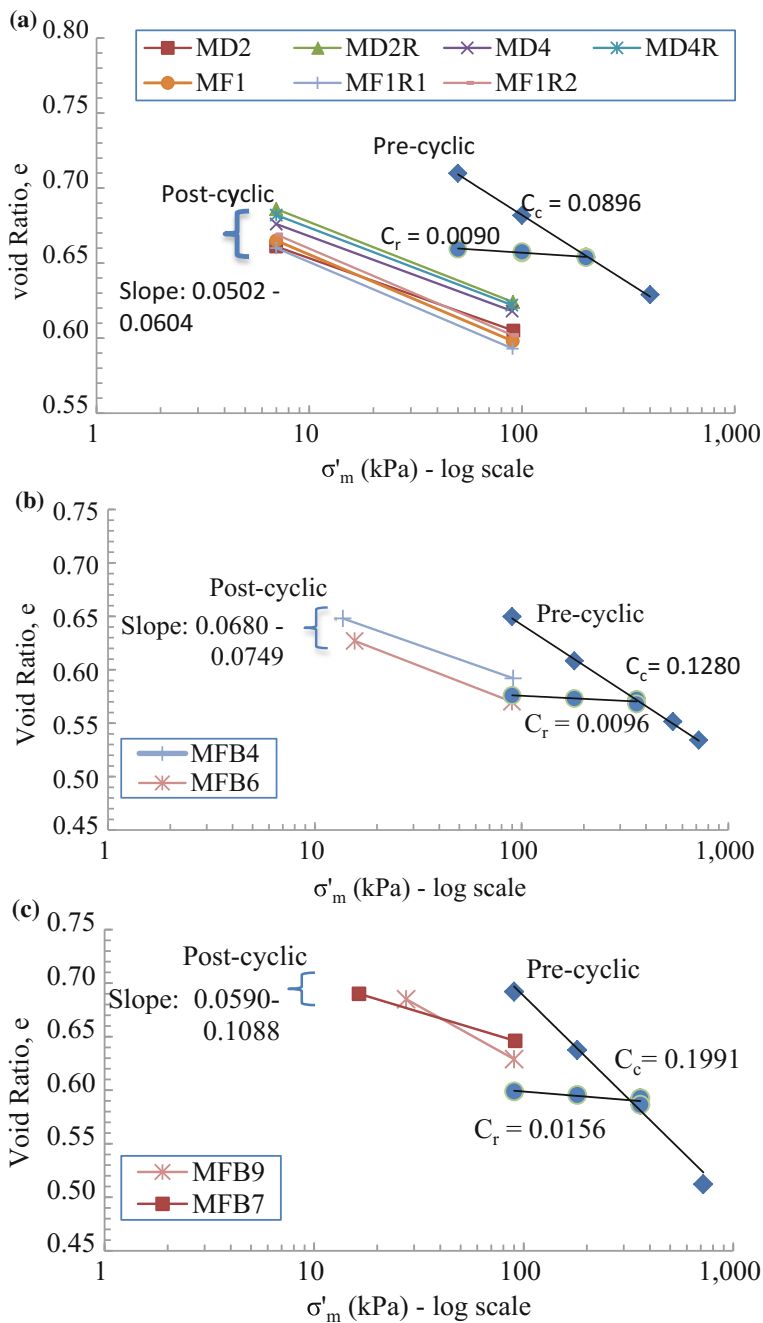 (a)
0.80
0.75
0.70
0.65
0.60
0.55
void Ratio, e
MD2 MD2R MD4 MD4R
MF1 MF1R1 MF1R2
Pre-cyclic
Post-cyclic
C_c = 0.0896
C_r = 0.0090
Slope: 0.0502 -
0.0604
1 10 100 1,000
σ'_m (kPa) - log scale
(b)
0.75
0.70
0.65
0.60
0.55
0.50
0.45
Void Ratio, e
Post-cyclic
Slope: 0.0680 -
0.0749
Pre-cyclic
C_c = 0.1280
C_r = 0.0096
MFB4
MFB6
1 10 100 1,000
σ'_m (kPa) - log scale
(c)
0.75
0.70
0.65
0.60
0.55
0.50
0.45
Void Ratio, e
Post-cyclic
Slope: 0.0590-
0.1088
Pre-cyclic
C_c = 0.1991
C_r = 0.0156
MFB9
MFB7
1 10 100 1,000
σ'_m (kPa) - log scale